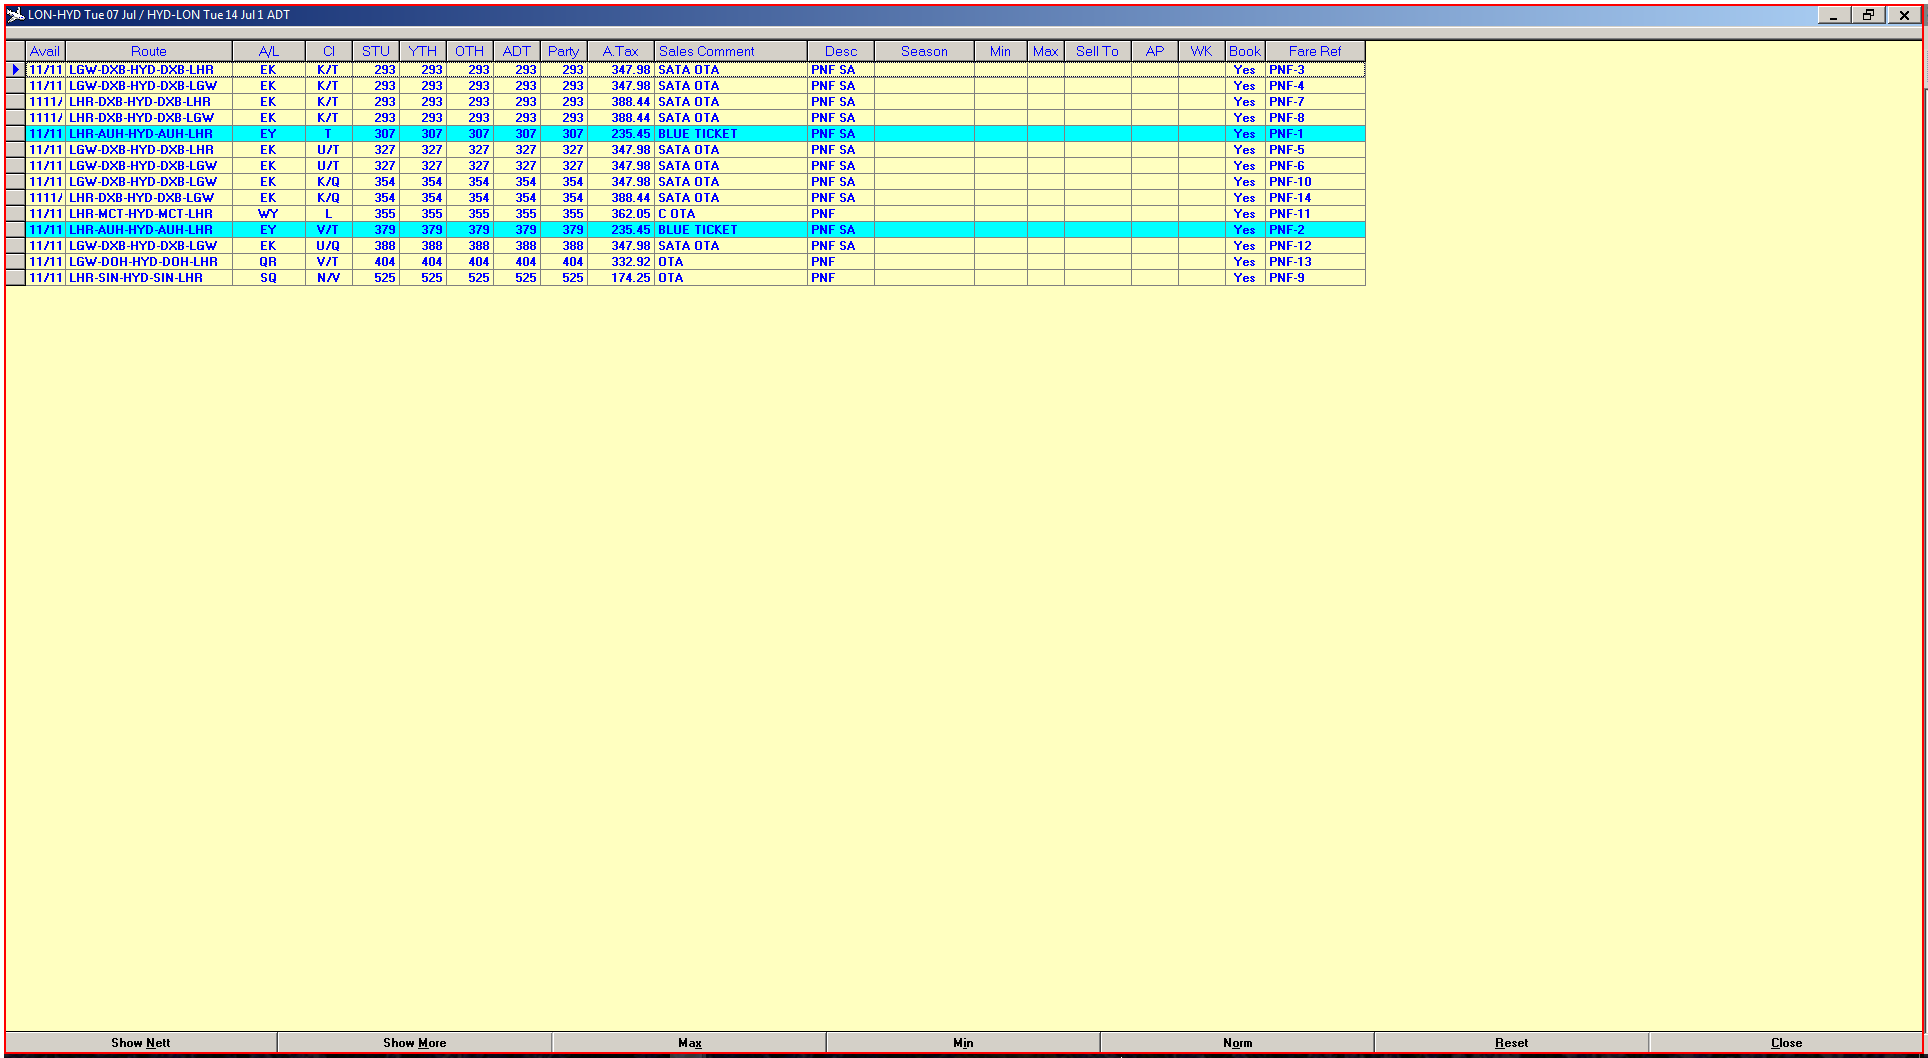 LON-HYD Tue 07 Jul / HYD-LON Tue 14 Jul 1 ADT
Avail Route A/L Cl STU YTH OTH ADT Party A.Tax Sales Comment Desc Season Min Max Sell To AP WK Book Fare Ref
11/11 LGW-DXB-HYD-DXB-LHR EK K/T 293 293 293 293 293 347.98 SATA OTA PNF SA Yes PNF-3
11/11 LGW-DXB-HYD-DXB-LGW EK K/T 293 293 293 293 293 347.98 SATA OTA PNF SA Yes PNF-4
1111/ LHR-DXB-HYD-DXB-LHR EK K/T 293 293 293 293 293 388.44 SATA OTA PNF SA Yes PNF-7
1111/ LHR-DXB-HYD-DXB-LGW EK K/T 293 293 293 293 293 388.44 SATA OTA PNF SA Yes PNF-8
11/11 LHR-AUH-HYD-AUH-LHR EY T 307 307 307 307 307 235.45 BLUE TICKET PNF SA Yes PNF-1
11/11 LGW-DXB-HYD-DXB-LHR EK U/T 327 327 327 327 327 347.98 SATA OTA PNF SA Yes PNF-5
11/11 LGW-DXB-HYD-DXB-LGW EK U/T 327 327 327 327 327 347.98 SATA OTA PNF SA Yes PNF-6
11/11 LGW-DXB-HYD-DXB-LGW EK K/Q 354 354 354 354 354 347.98 SATA OTA PNF SA Yes PNF-10
1111/ LHR-DXB-HYD-DXB-LGW EK K/Q 354 354 354 354 354 388.44 SATA OTA PNF SA Yes PNF-14
11/11 LHR-MCT-HYD-MCT-LHR WY L 355 355 355 355 355 362.05 C OTA PNF Yes PNF-11
11/11 LHR-AUH-HYD-AUH-LHR EY V/T 379 379 379 379 379 235.45 BLUE TICKET PNF SA Yes PNF-2
11/11 LGW-DXB-HYD-DXB-LGW EK U/Q 388 388 388 388 388 347.98 SATA OTA PNF SA Yes PNF-12
11/11 LGW-DOH-HYD-DOH-LHR QR V/T 404 404 404 404 404 332.92 OTA PNF Yes PNF-13
11/11 LHR-SIN-HYD-SIN-LHR SQ N/V 525 525 525 525 525 174.25 OTA PNF Yes PNF-9
Show Nett Show More Max Min Norm Reset Close